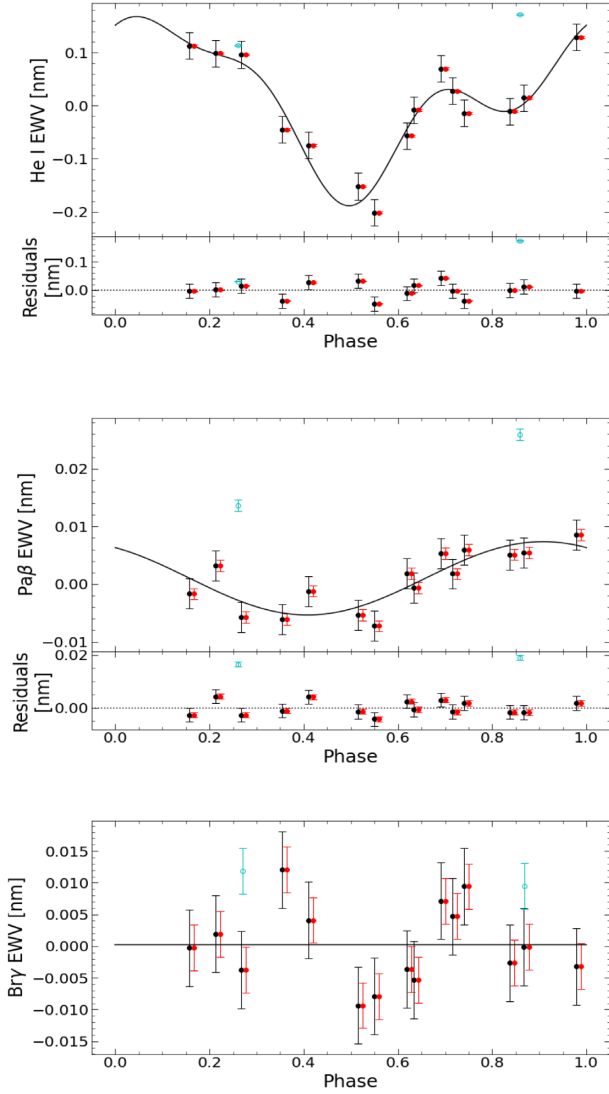 0.1
0.0
−0.1
−0.2
He I EWV [nm]
0.1
0.0
Residuals
[nm]
0.0 0.2 0.4 0.6 0.8 1.0
Phase
0.02
0.01
0.00
−0.01
Paβ EWV [nm]
0.02
0.00
Residuals
[nm]
0.0 0.2 0.4 0.6 0.8 1.0
Phase
0.015
0.010
0.005
0.000
−0.005
−0.010
−0.015
Brγ EWV [nm]
0.0 0.2 0.4 0.6 0.8 1.0
Phase